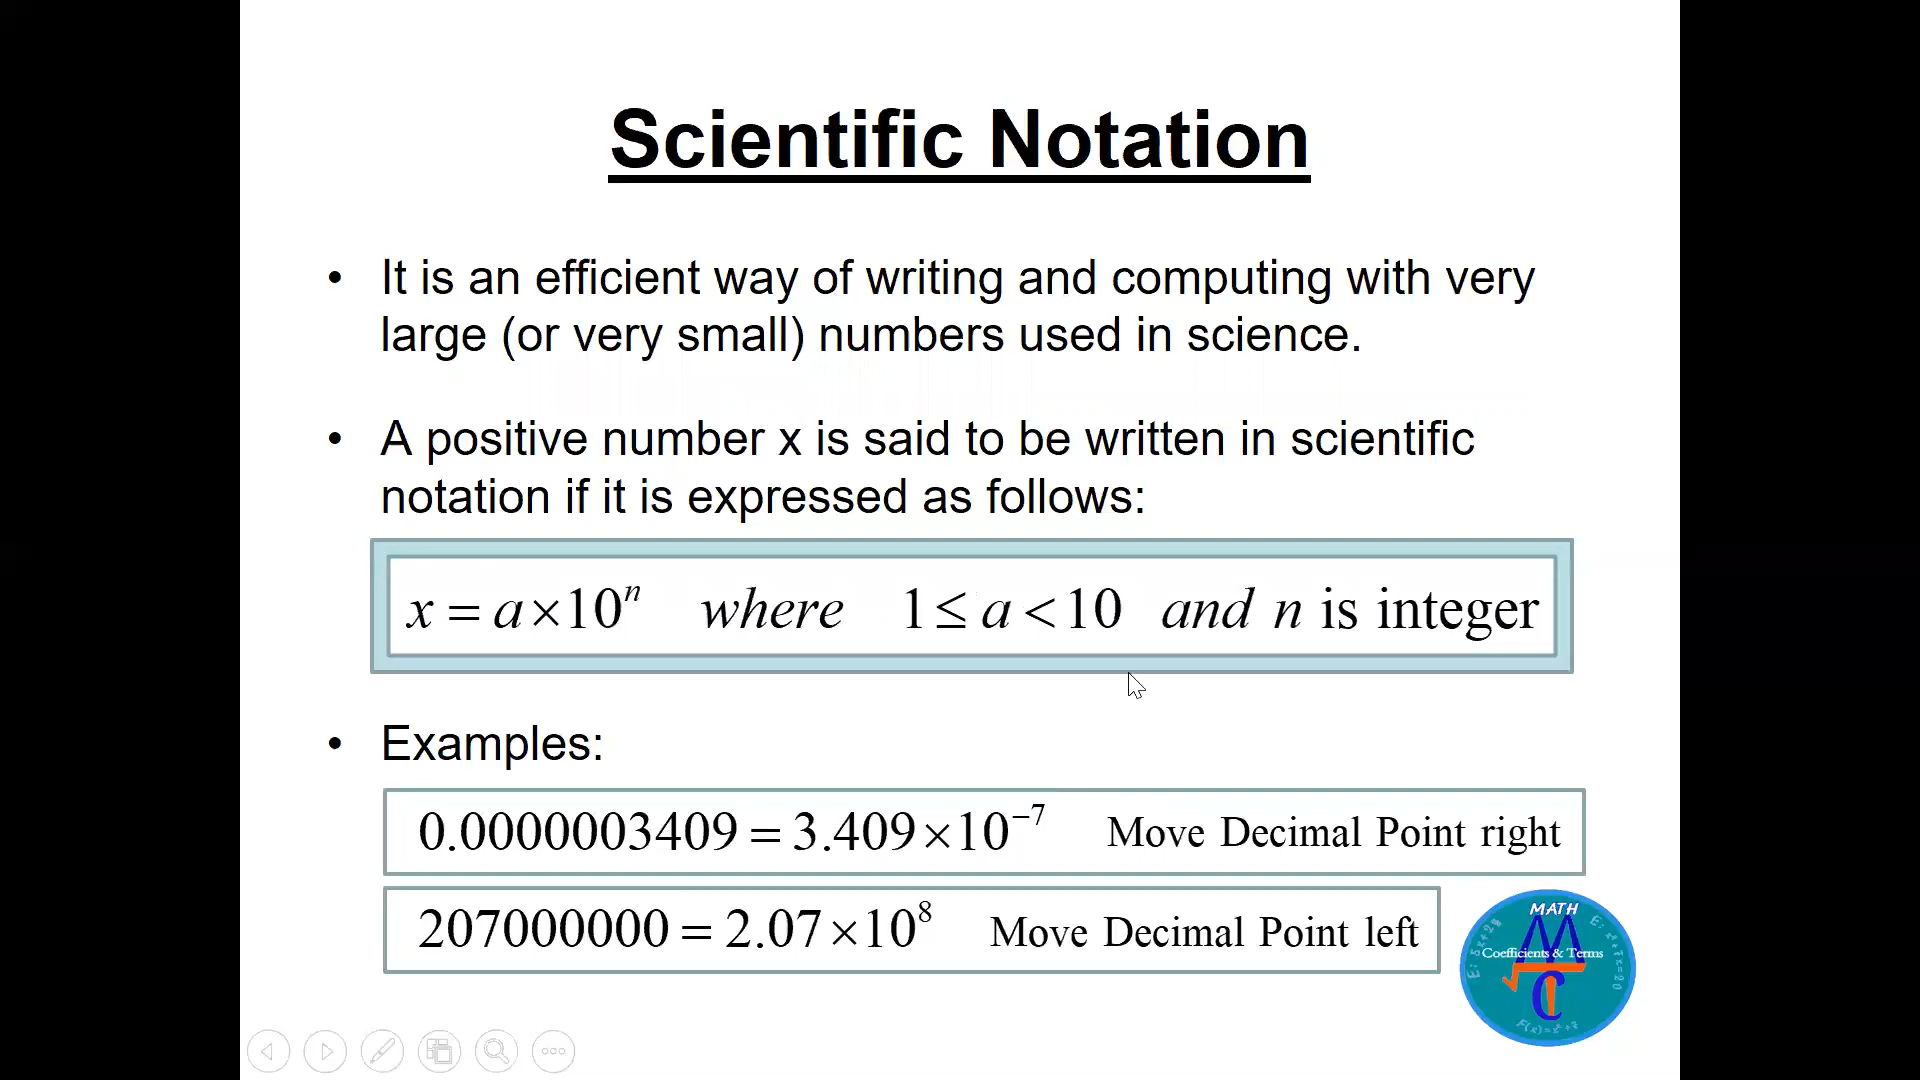 Scientific Notation
• It is an efficient way of writing and computing with very
large (or very small) numbers used in science.
• A positive number x is said to be written in scientific
notation if it is expressed as follows:
x = a×10ⁿ where 1 ≤ a < 10 and n is integer
• Examples:
0.0000003409 = 3.409×10⁻⁷ Move Decimal Point right
207000000 = 2.07×10⁸ Move Decimal Point left
MATH
Coefficients & Terms